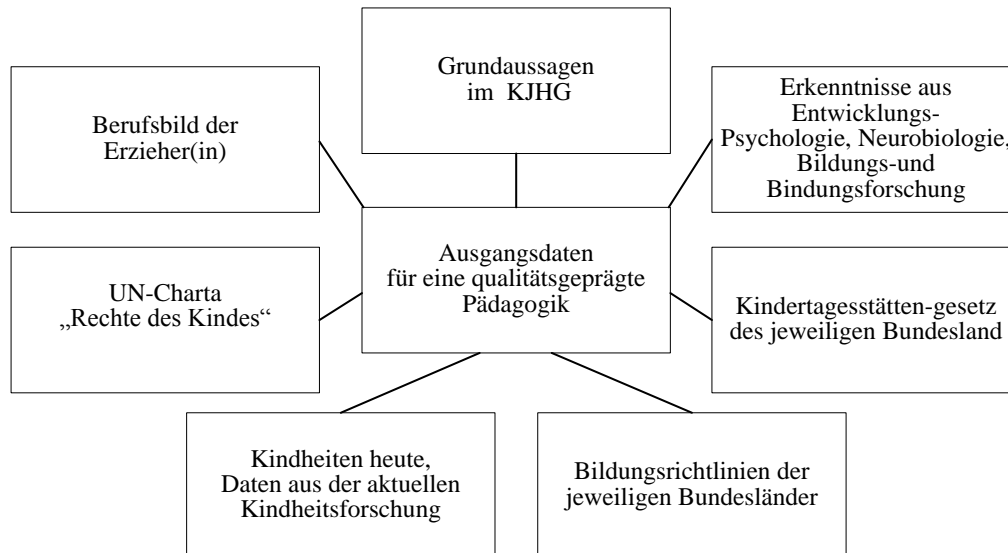 Grundaussagen
im KJHG
Berufsbild der
Erzieher(in)
Erkenntnisse aus
Entwicklungs-
Psychologie, Neurobiologie,
Bildungs-und
Bindungsforschung
Ausgangsdaten
für eine qualitätsgeprägte
Pädagogik
UN-Charta
„Rechte des Kindes“
Kindertagesstätten-gesetz
des jeweiligen Bundesland
Kindheiten heute,
Daten aus der aktuellen
Kindheitsforschung
Bildungsrichtlinien der
jeweiligen Bundesländer